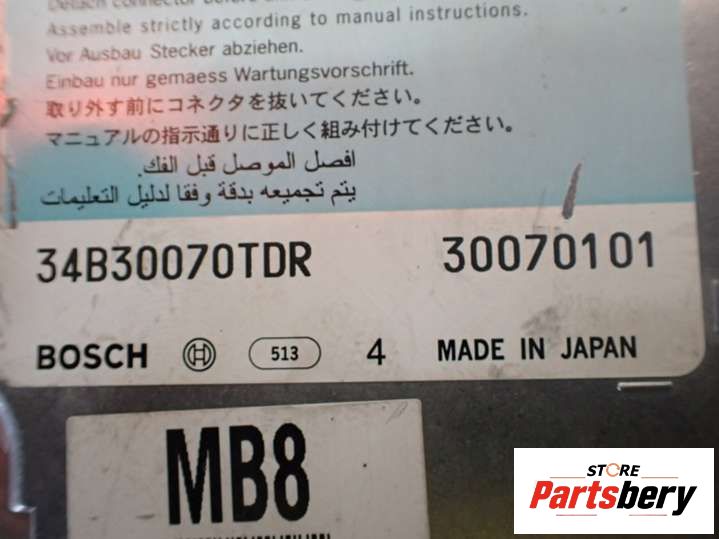 Detach connector before
Assemble strictly according to manual instructions.
Vor Ausbau Stecker abziehen.
Einbau nur gemaess Wartungsvorschrift.
取り外す前にコネクタを抜いてください。
マニュアルの指示通りに正しく組み付けてください。
افصل الموصل قبل الفك.
يتم تجميعه بدقة وفقا لدليل التعليمات
34B30070TDR 30070101
BOSCH 513 4 MADE IN JAPAN
MB8
STORE
Partsbery